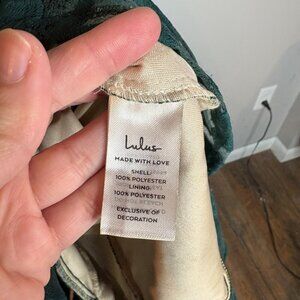 Lulus
MADE WITH LOVE
SHELL:
100% POLYESTER
LINING:
100% POLYESTER
EXCLUSIVE OF
DECORATION